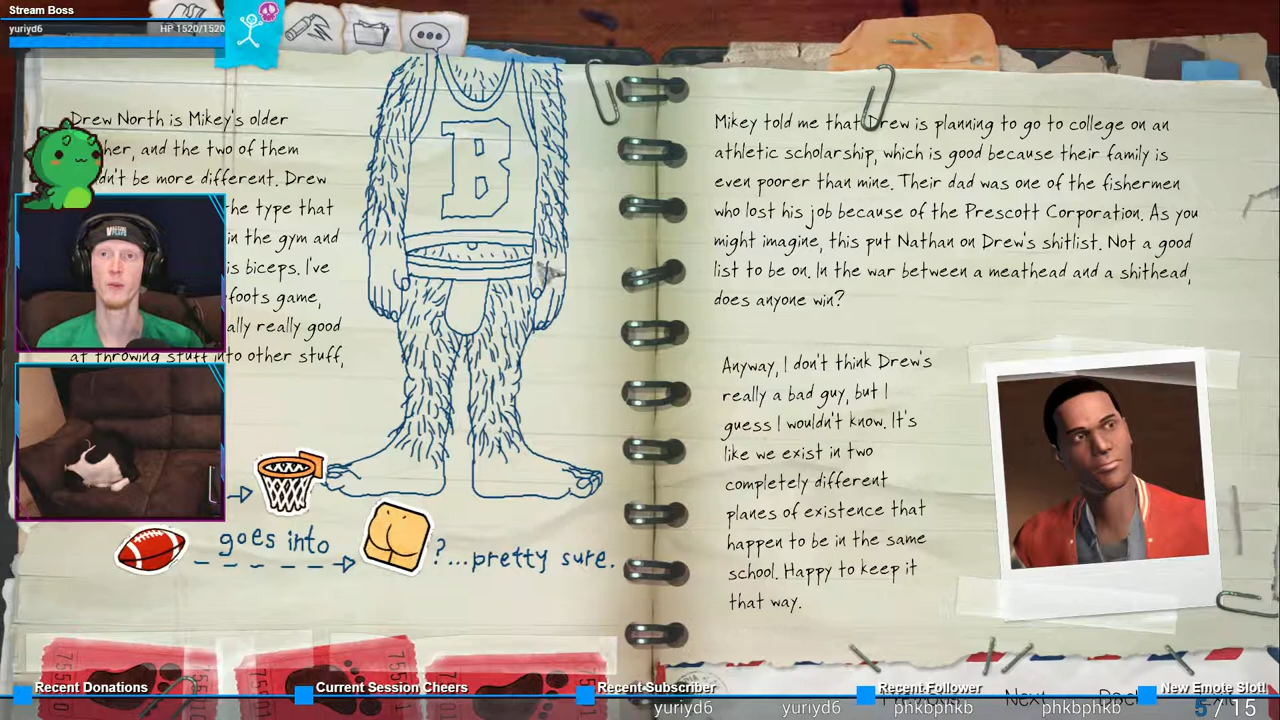 Stream Boss
yuriyd6 HP 1520/1520
Drew North is Mikey's older
and the two of them
be more different. Drew
the type that
in the gym and
biceps. I've
game,
really good
at throwing stuff into other stuff,
B
goes into
?...pretty sure.
Mikey told me that Drew is planning to go to college on an
athletic scholarship, which is good because their family is
even poorer than mine. Their dad was one of the fishermen
who lost his job because of the Prescott Corporation. As you
might imagine, this put Nathan on Drew's shitlist. Not a good
list to be on. In the war between a meathead and a shithead,
does anyone win?
Anyway, I don't think Drew's
really a bad guy, but I
guess I wouldn't know. It's
like we exist in two
completely different
planes of existence that
happen to be in the same
school. Happy to keep it
that way.
Recent Donations
Current Session Cheers
Recent Subscriber
yuriyd6 yuriyd6
Recent Follower
phkbphkb phkbphkb
New Emote Slot!
5 / 15